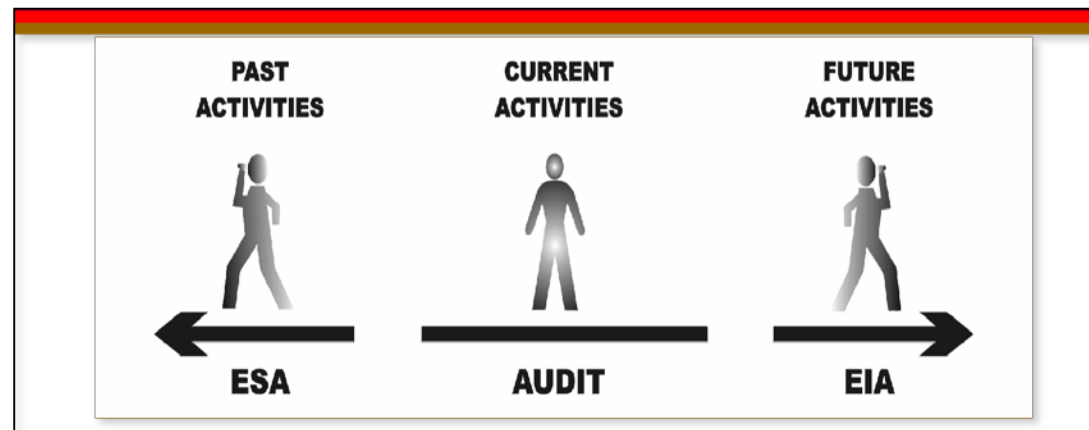 PAST
ACTIVITIES
CURRENT
ACTIVITIES
FUTURE
ACTIVITIES
ESA
AUDIT
EIA